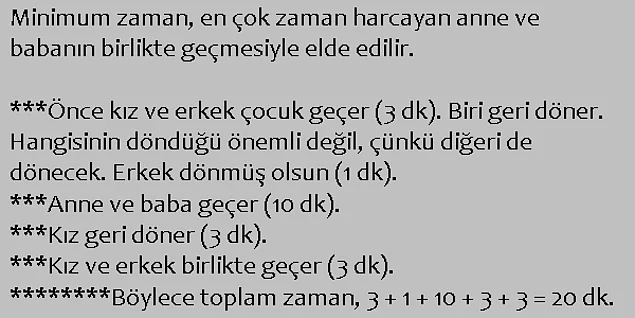 Minimum zaman, en çok zaman harcayan anne ve
babanın birlikte geçmesiyle elde edilir.
***Önce kız ve erkek çocuk geçer (3 dk). Biri geri döner.
Hangisinin döndüğü önemli değil, çünkü diğeri de
dönecek. Erkek dönmüş olsun (1 dk).
***Anne ve baba geçer (10 dk).
***Kız geri döner (3 dk).
***Kız ve erkek birlikte geçer (3 dk).
********Böylece toplam zaman, 3 + 1 + 10 + 3 + 3 = 20 dk.